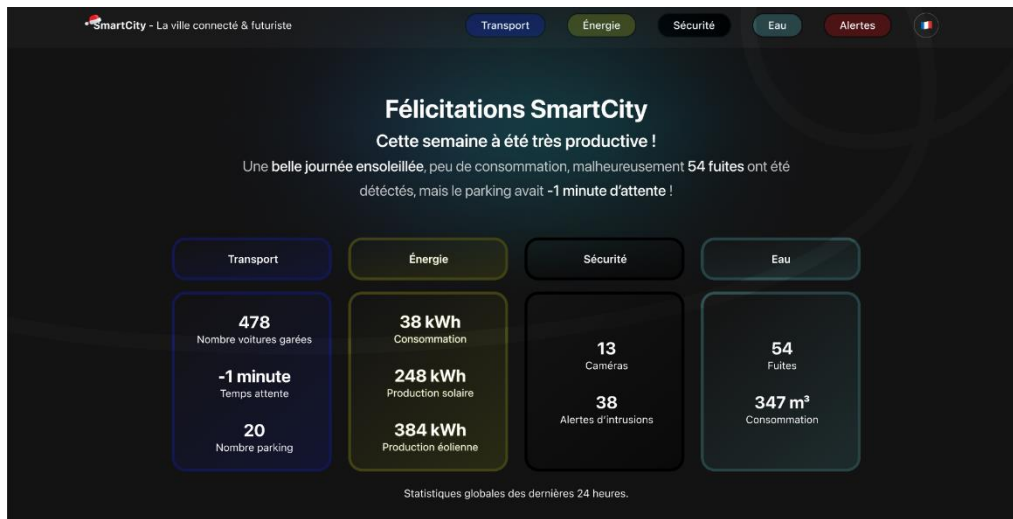 SmartCity - La ville connecté & futuriste
Transport
Énergie
Sécurité
Eau
Alertes
Félicitations SmartCity
Cette semaine à été très productive !
Une belle journée ensoleillée, peu de consommation, malheureusement 54 fuites ont été
détéctés, mais le parking avait -1 minute d'attente !
Transport
Énergie
Sécurité
Eau
478
Nombre voitures garées
-1 minute
Temps attente
20
Nombre parking
38 kWh
Consommation
248 kWh
Production solaire
384 kWh
Production éolienne
13
Caméras
38
Alertes d'intrusions
54
Fuites
347 m³
Consommation
Statistiques globales des dernières 24 heures.